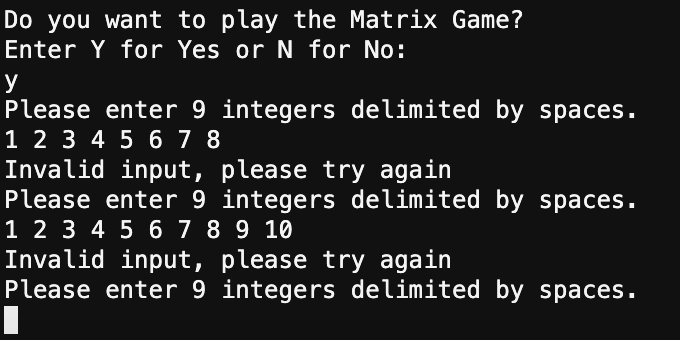 Do you want to play the Matrix Game?
Enter Y for Yes or N for No:
y
Please enter 9 integers delimited by spaces.
1 2 3 4 5 6 7 8
Invalid input, please try again
Please enter 9 integers delimited by spaces.
1 2 3 4 5 6 7 8 9 10
Invalid input, please try again
Please enter 9 integers delimited by spaces.